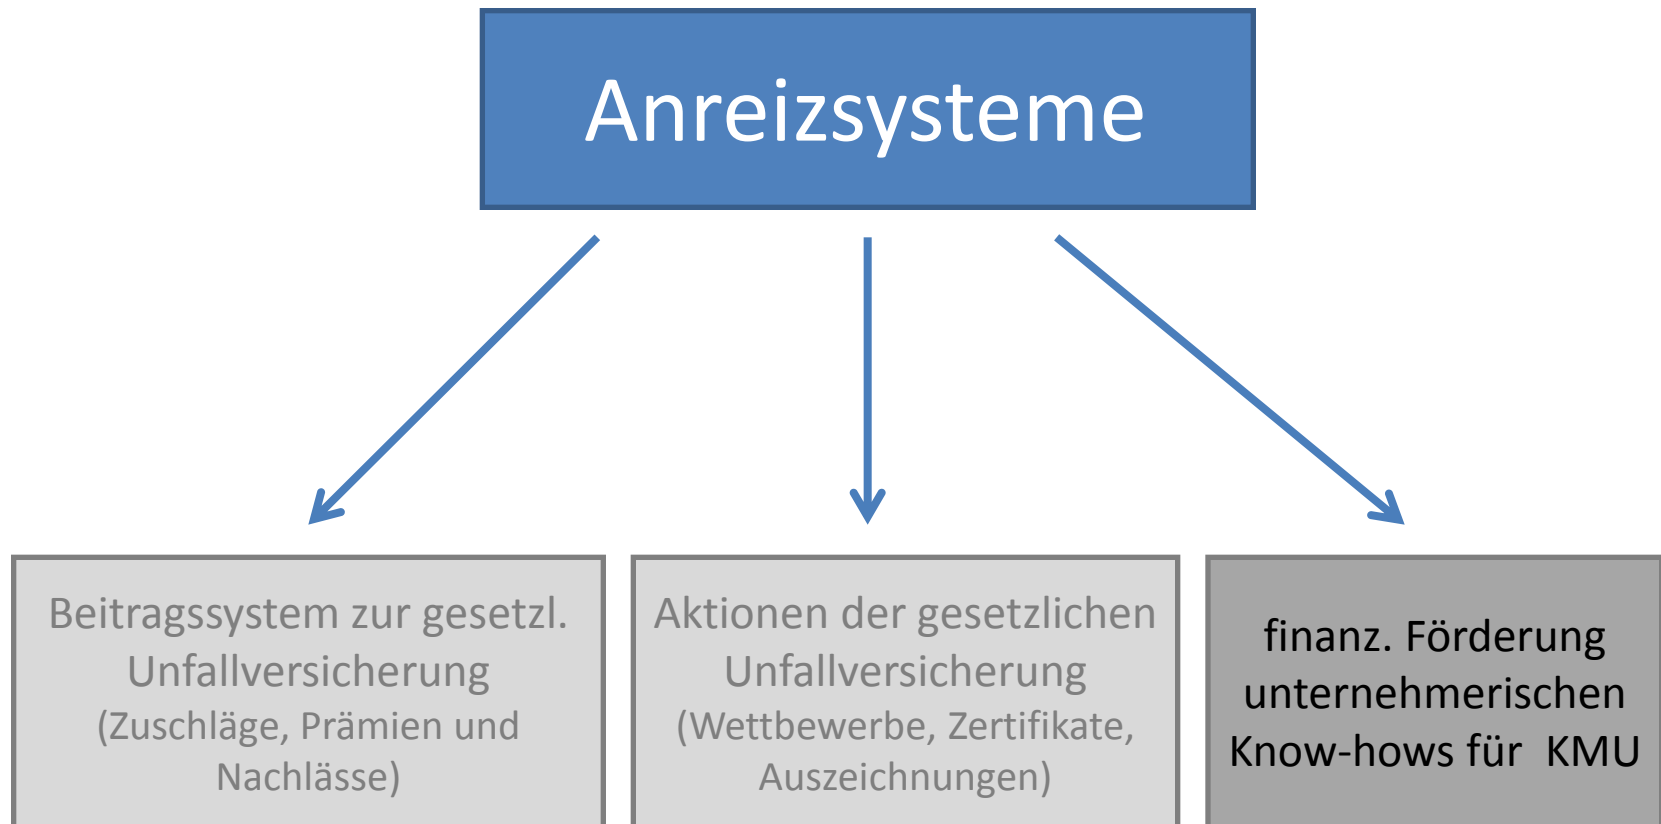 Anreizsysteme
Beitragssystem zur gesetzl.
Unfallversicherung
(Zuschläge, Prämien und
Nachlässe)
Aktionen der gesetzlichen
Unfallversicherung
(Wettbewerbe, Zertifikate,
Auszeichnungen)
finanz. Förderung
unternehmerischen
Know-hows für KMU